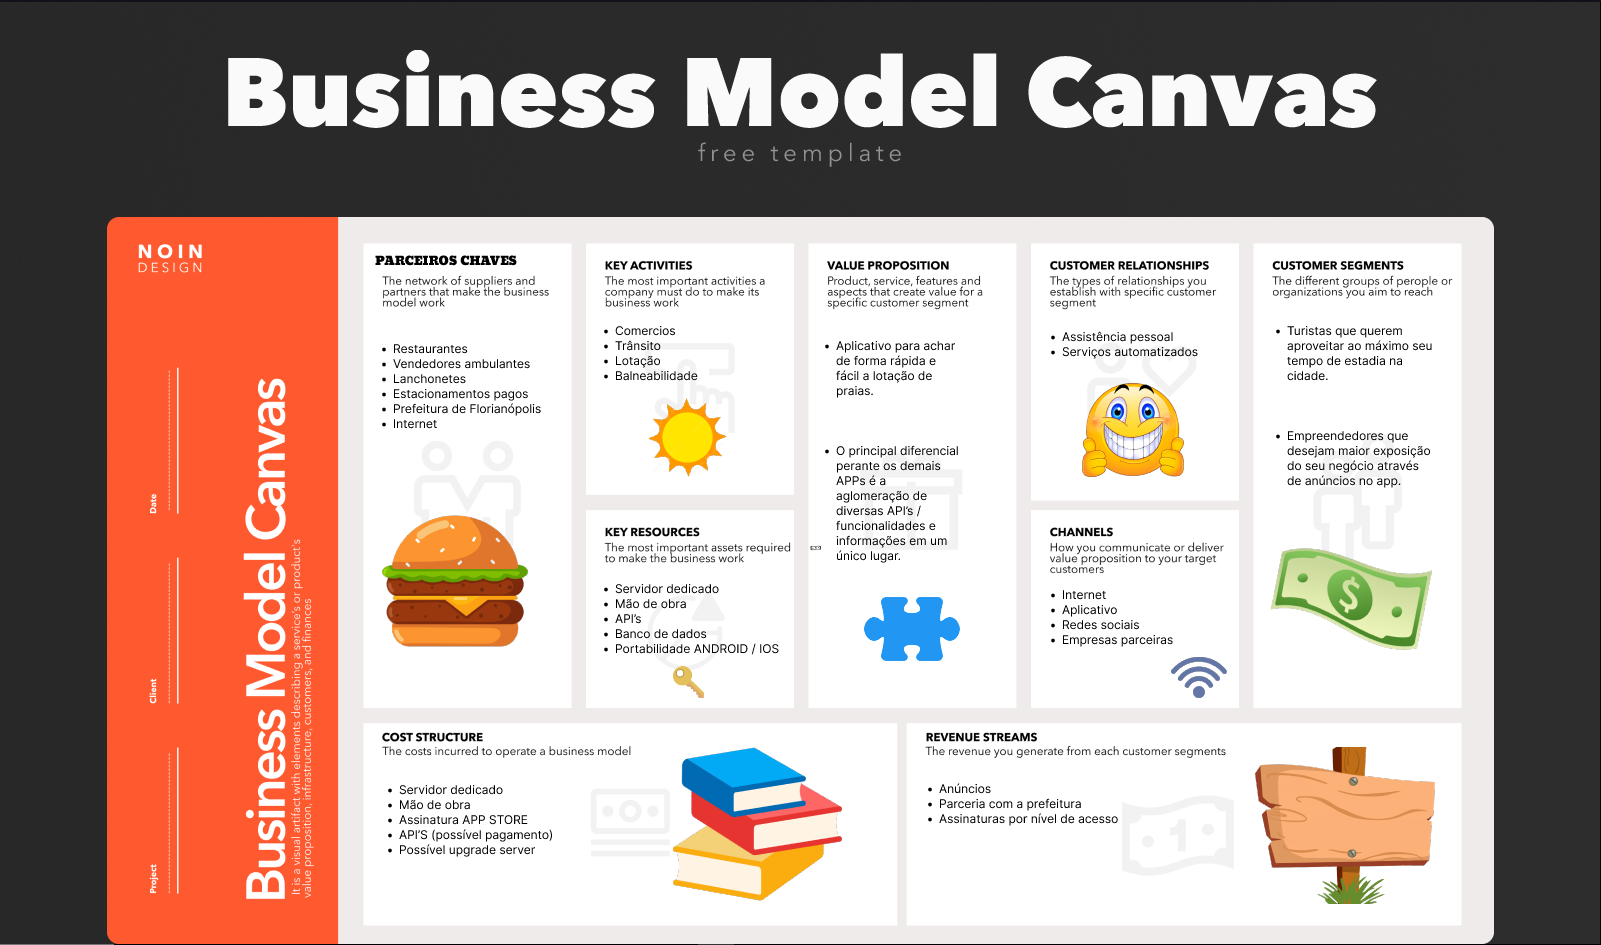 Business Model Canvas
free template
NOIN
DESIGN
Date
Client
Project
Business Model Canvas
It is a visual artifact with elements describing a service's or product's
value proposition, infrastructure, customers, and finances
PARCEIROS CHAVES
The network of suppliers and
partners that make the business
model work
• Restaurantes
• Vendedores ambulantes
• Lanchonetes
• Estacionamentos pagos
• Prefeitura de Florianópolis
• Internet
KEY ACTIVITIES
The most important activities a
company must do to make its
business work
• Comercios
• Trânsito
• Lotação
• Balneabilidade
KEY RESOURCES
The most important assets required
to make the business work
• Servidor dedicado
• Mão de obra
• API's
• Banco de dados
• Portabilidade ANDROID / IOS
VALUE PROPOSITION
Product, service, features and
aspects that create value for a
specific customer segment
• Aplicativo para achar
de forma rápida e
fácil a lotação de
praias.
• O principal diferencial
perante os demais
APPs é a
aglomeração de
diversas API's /
funcionalidades e
informações em um
único lugar.
CUSTOMER RELATIONSHIPS
The types of relationships you
establish with specific customer
segment
• Assistência pessoal
• Serviços automatizados
CHANNELS
How you communicate or deliver
value proposition to your target
customers
• Internet
• Aplicativo
• Redes sociais
• Empresas parceiras
CUSTOMER SEGMENTS
The different groups of perople or
organizations you aim to reach
• Turistas que querem
aproveitar ao máximo seu
tempo de estadia na
cidade.
• Empreendedores que
desejam maior exposição
do seu negócio através
de anúncios no app.
$
COST STRUCTURE
The costs incurred to operate a business model
• Servidor dedicado
• Mão de obra
• Assinatura APP STORE
• API'S (possível pagamento)
• Possível upgrade server
REVENUE STREAMS
The revenue you generate from each customer segments
• Anúncios
• Parceria com a prefeitura
• Assinaturas por nível de acesso
1